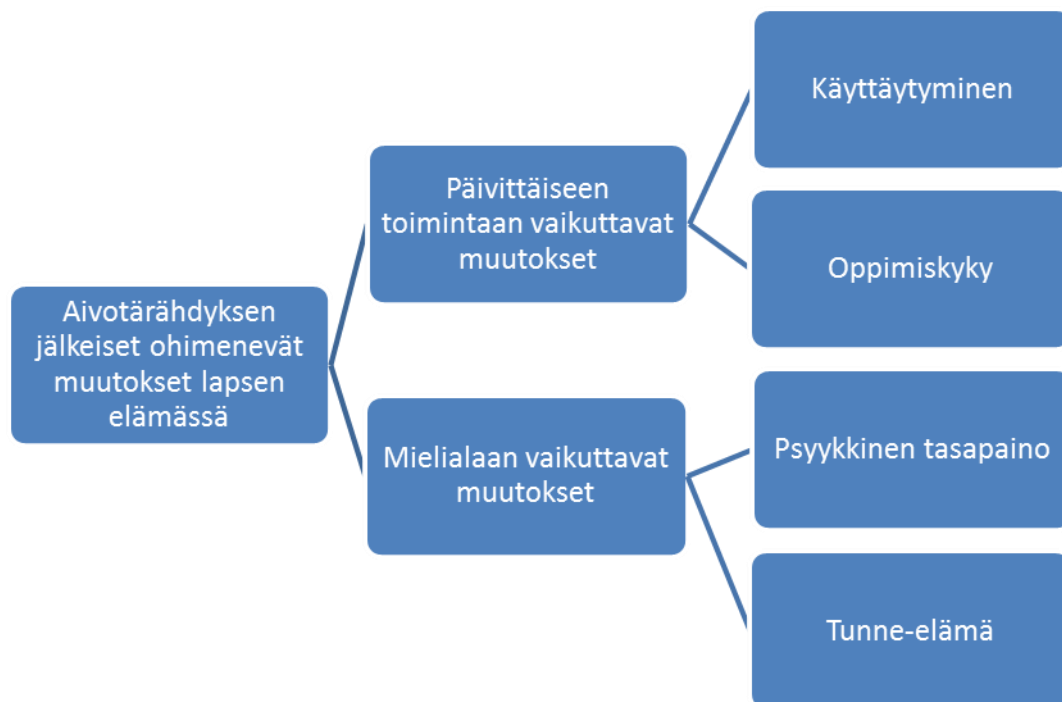 Aivotärähdyksen
jälkeiset ohimenevät
muutokset lapsen
elämässä
Päivittäiseen
toimintaan vaikuttavat
muutokset
Käyttäytyminen
Oppimiskyky
Mielialaan vaikuttavat
muutokset
Psyykkinen tasapaino
Tunne-elämä